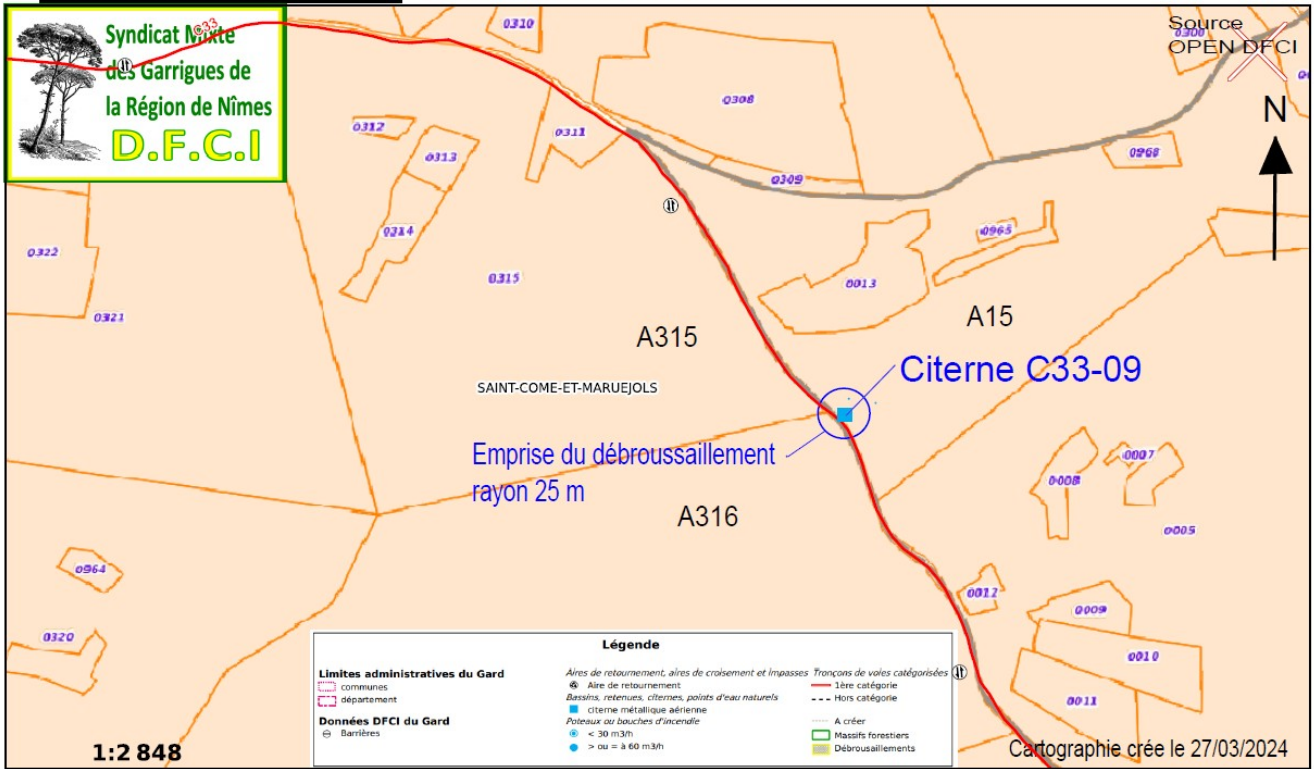 Syndicat Mixte
des Garrigues de
la Région de Nîmes
D.F.C.I
C33
0310
Source
OPEN DFCI
0300
N
0308
0312
0311
0313
0968
0309
0314
0965
0322
0315
0013
0321
A315
A15
SAINT-COME-ET-MARUEJOLS
Citerne C33-09
Emprise du débroussaillement
rayon 25 m
0007
0008
A316
0005
0964
0012
0009
0320
0010
0011
Légende
Limites administratives du Gard
communes
département
Données DFCI du Gard
Barrières
Aires de retournement, aires de croisement et impasses
Aire de retournement
Bassins, retenues, citernes, points d'eau naturels
citerne métallique aérienne
Poteaux ou bouches d'incendie
< 30 m3/h
> ou = à 60 m3/h
Tronçons de voies catégorisées
1ère catégorie
Hors catégorie
A créer
Massifs forestiers
Débrousaillements
1:2 848
Cartographie crée le 27/03/2024